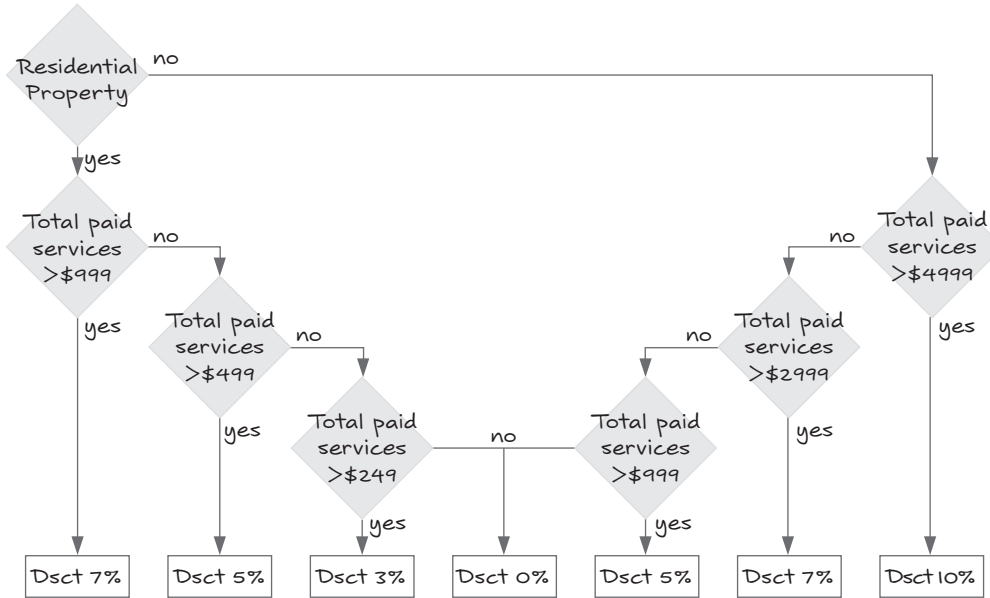 Residential
Property
no
yes
Total paid
services
>$999
no
yes
Total paid
services
>$499
no
yes
Total paid
services
>$249
no
yes
Total paid
services
>$999
yes
no
Total paid
services
>$2999
yes
no
Total paid
services
>$4999
yes
Dsct 7%
Dsct 5%
Dsct 3%
Dsct 0%
Dsct 5%
Dsct 7%
Dsct 10%